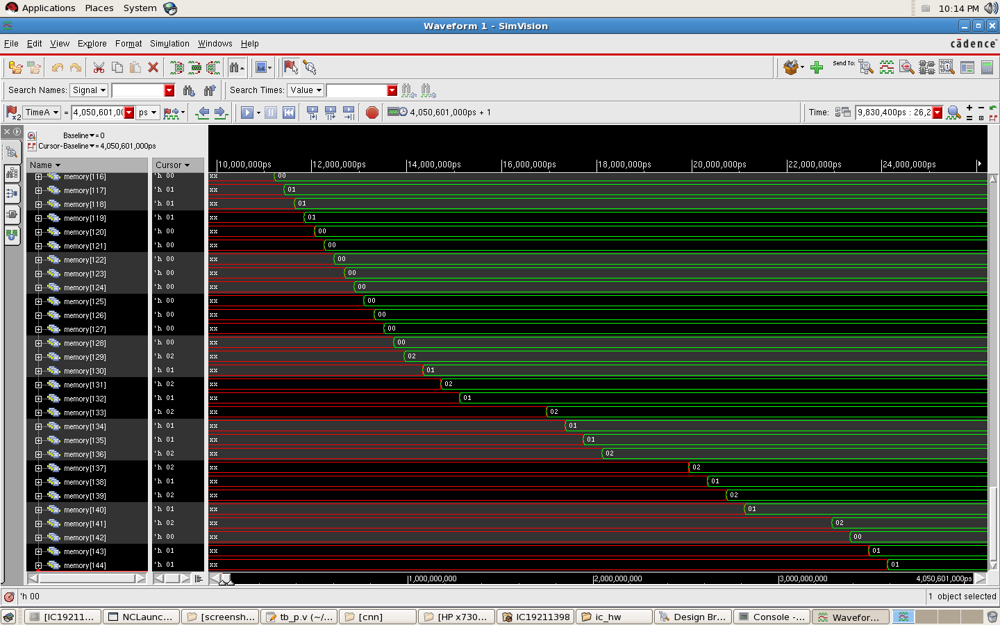 Applications Places System 10:14 PM
Waveform 1 - SimVision
File Edit View Explore Format Simulation Windows Help cādence
Search Names: Signal Search Times: Value Send To:
TimeA = 4,050,601,00 ps 4,050,601,000ps + 1 Time: 9,830,400ps : 26,2
Baseline = 0
Cursor-Baseline = 4,050,601,000ps
Name Cursor 10,000,000ps 12,000,000ps 14,000,000ps 16,000,000ps 18,000,000ps 20,000,000ps 22,000,000ps 24,000,000ps
memory[116] 'h 00 xx 00
memory[117] 'h 01 xx 01
memory[118] 'h 01 xx 01
memory[119] 'h 01 xx 01
memory[120] 'h 00 xx 00
memory[121] 'h 00 xx 00
memory[122] 'h 00 xx 00
memory[123] 'h 00 xx 00
memory[124] 'h 00 xx 00
memory[125] 'h 00 xx 00
memory[126] 'h 00 xx 00
memory[127] 'h 00 xx 00
memory[128] 'h 00 xx 00
memory[129] 'h 02 xx 02
memory[130] 'h 01 xx 01
memory[131] 'h 02 xx 02
memory[132] 'h 01 xx 01
memory[133] 'h 02 xx 02
memory[134] 'h 01 xx 01
memory[135] 'h 01 xx 01
memory[136] 'h 02 xx 02
memory[137] 'h 02 xx 02
memory[138] 'h 01 xx 01
memory[139] 'h 02 xx 02
memory[140] 'h 01 xx 01
memory[141] 'h 02 xx 02
memory[142] 'h 00 xx 00
memory[143] 'h 01 xx 01
memory[144] 'h 01 xx 01
1,000,000,000 2,000,000,000 3,000,000,000 4,050,601,000ps
'h 00 1 object selected
[IC19211... NCLaunc... [screensh... tb_p.v (~/... [cnn] [HP x730... IC19211398 ic_hw Design Br... Console -... Wavefor...